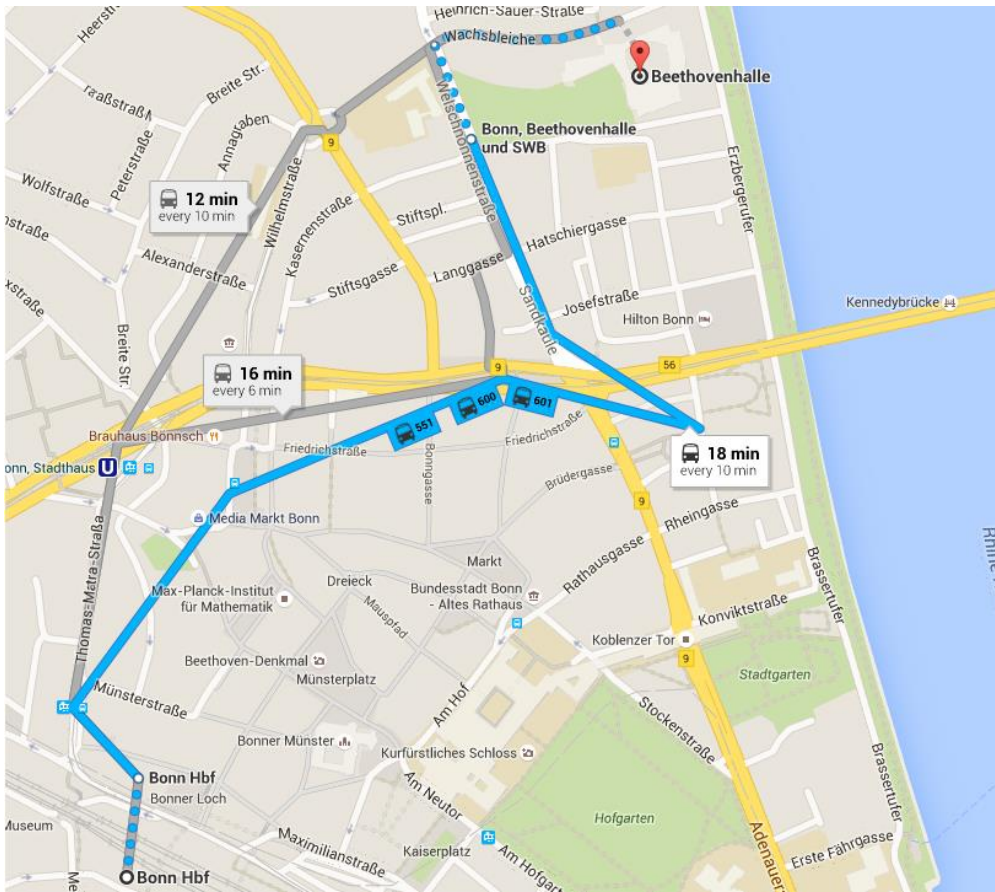 Heinrich-Sauer-Straße
Heerstraße
Wachsbleiche
Beethovenhalle
Breite Str.
Welschnonnenstraße
Bonn, Beethovenhalle
und SWB
Annagraben
9
Peterstraße
Wolfstraße
12 min
every 10 min
Wilhelmstraße
Kasernenstraße
Stiftspl.
Hatschiergasse
Erzbergerufer
Alexanderstraße
Stiftsgasse
Langgasse
Sandkaule
Josefstraße
Hilton Bonn
Kennedybrücke
Breite Str.
16 min
every 6 min
9
56
551
600
601
Brauhaus Bönnsch
Friedrichstraße
Friedrichstraße
18 min
every 10 min
onn, Stadthaus
U
Bonngasse
Brüdergasse
9
Media Markt Bonn
Rheingasse
Markt
Rathausgasse
Brassertufer
Max-Planck-Institut
für Mathematik
Dreieck
Mauspfad
Bundesstadt Bonn
- Altes Rathaus
Konviktstraße
Koblenzer Tor
9
Thomas-Mann-Straße
Beethoven-Denkmal
Münsterplatz
Stadtgarten
Münsterstraße
Am Hof
Stockenstraße
Bonner Münster
Kurfürstliches Schloss
Brassertufer
Bonn Hbf
Bonner Loch
Am Neutor
Hofgarten
Museum
Maximilianstraße
Kaiserplatz
Am Hofgarten
Adenauer
Erste Fährgasse
Bonn Hbf